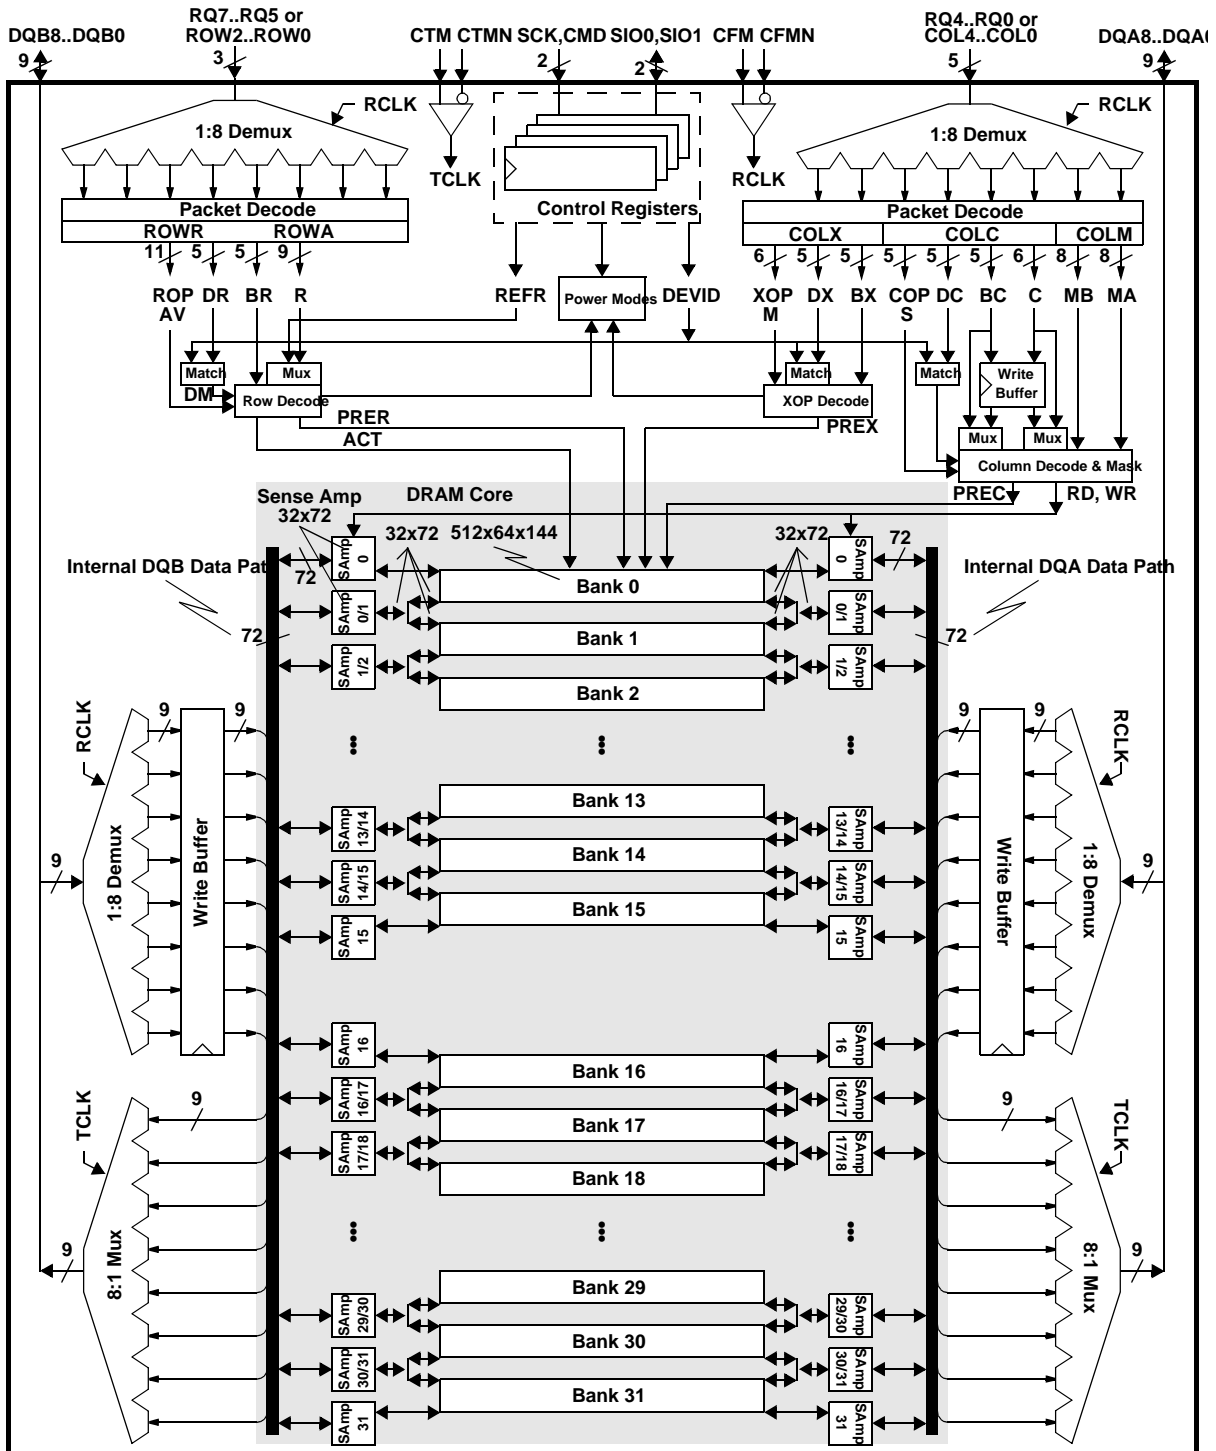 RQ7..RQ5 or
ROW2..ROW0
RQ4..RQ0 or
COL4..COL0
DQB8..DQB0
CTM CTMN SCK,CMD SIO0,SIO1 CFM CFMN
DQA8..DQA0
9
3
2
2
5
9
RCLK
1:8 Demux
TCLK
Control Registers
RCLK
RCLK
1:8 Demux
Packet Decode
ROWR ROWA
Packet Decode
COLX COLC COLM
11 5 5 9
6 5 5 5 5 5 6 8 8
ROP DR BR R
AV
REFR
Power Modes
DEVID
XOP DX BX COP DC BC C MB MA
M S
Match
Mux
DM
Row Decode
Match
XOP Decode
Match
Write
Buffer
PRER
ACT
PREX
Mux
Mux
Column Decode & Mask
PREC
RD, WR
Sense Amp
DRAM Core
32x72
32x72
512x64x144
32x72
Internal DQB Data Pat
72
72
SAmp
0
Bank 0
SAmp
0
72
72
Internal DQA Data Path
SAmp
0/1
Bank 1
SAmp
0/1
SAmp
1/2
Bank 2
SAmp
1/2
RCLK
9
9
9
1:8 Demux
Write Buffer
9
9
RCLK
9
Write Buffer
1:8 Demux
Bank 13
SAmp
13/14
SAmp
13/14
Bank 14
SAmp
14/15
SAmp
14/15
Bank 15
SAmp
15
SAmp
15
SAmp
16
SAmp
16
Bank 16
SAmp
16/17
SAmp
16/17
Bank 17
SAmp
17/18
SAmp
17/18
Bank 18
TCLK
9
9
8:1 Mux
9
TCLK
9
8:1 Mux
Bank 29
SAmp
29/30
SAmp
29/30
Bank 30
SAmp
30/31
SAmp
30/31
Bank 31
SAmp
31
SAmp
31